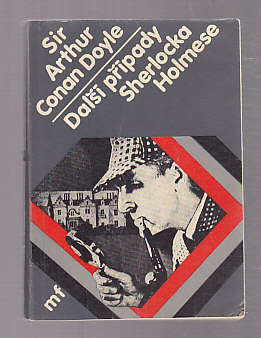 Sir
Arthur
Conan Doyle
Další případy
Sherlocka
Holmese
mf